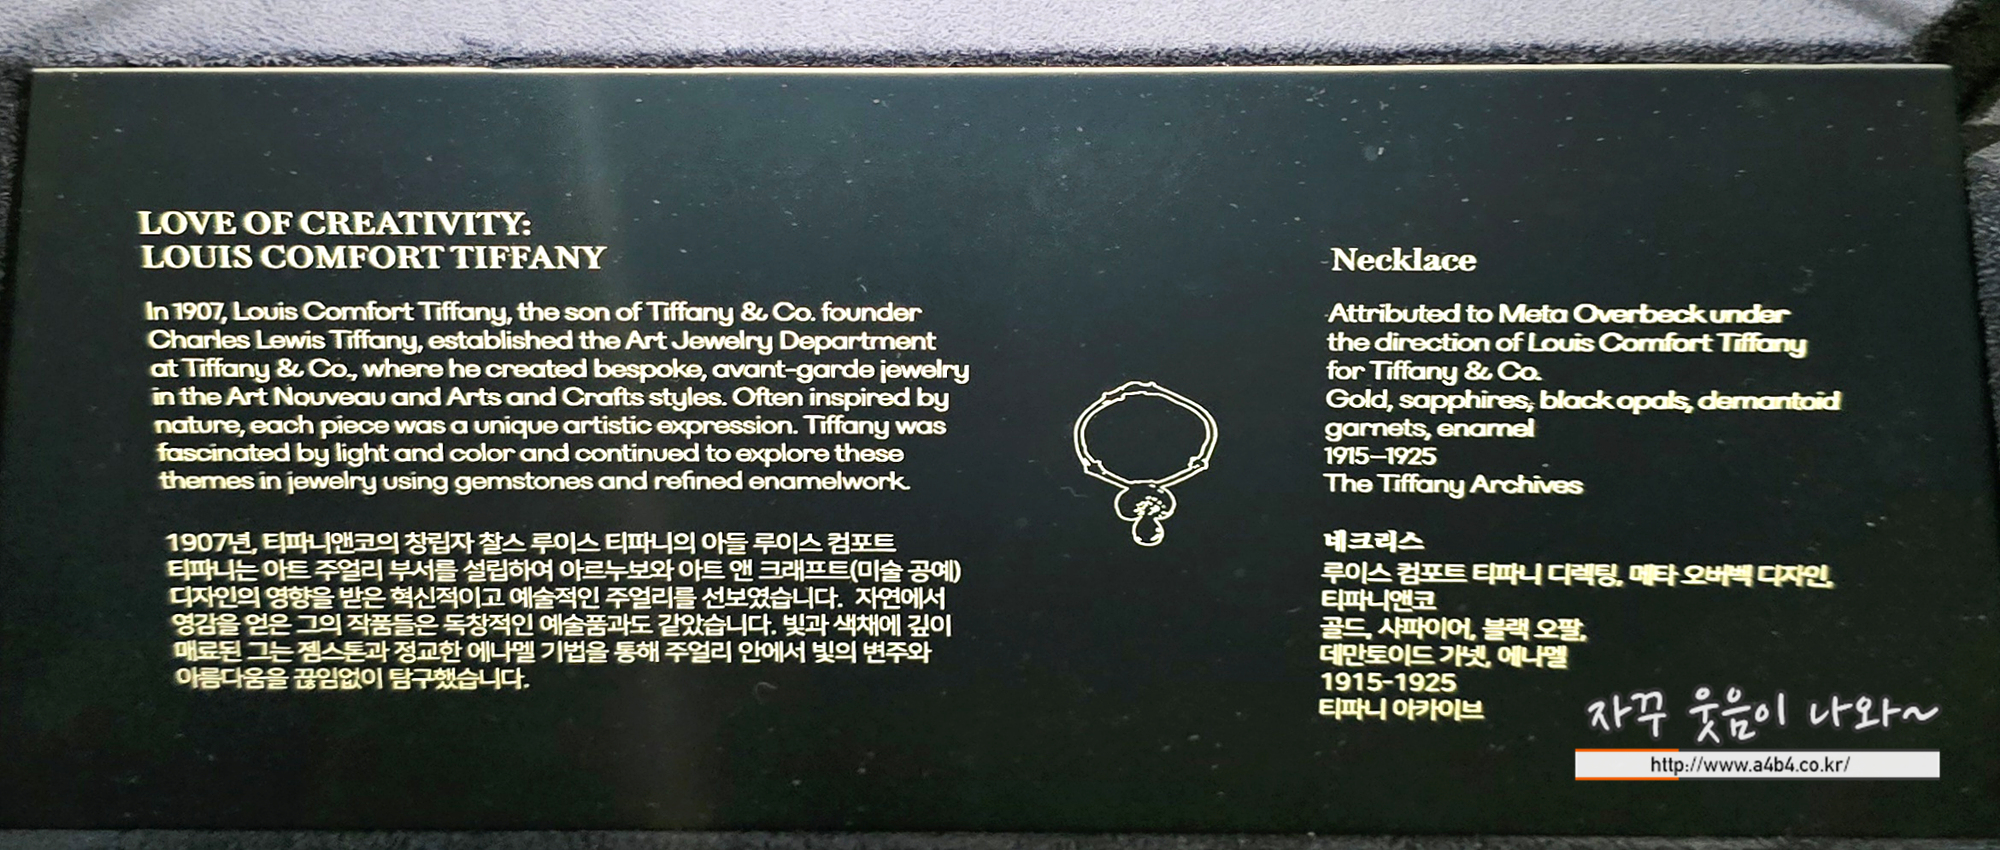 LOVE OF CREATIVITY:
LOUIS COMFORT TIFFANY
In 1907, Louis Comfort Tiffany, the son of Tiffany & Co. founder
Charles Lewis Tiffany, established the Art Jewelry Department
at Tiffany & Co., where he created bespoke, avant-garde jewelry
in the Art Nouveau and Arts and Crafts styles. Often inspired by
nature, each piece was a unique artistic expression. Tiffany was
fascinated by light and color and continued to explore these
themes in jewelry using gemstones and refined enamelwork.
1907년, 티파니앤코의 창립자 찰스 루이스 티파니의 아들 루이스 컴포트
티파니는 아트 주얼리 부서를 설립하여 아르누보와 아트 앤 크래프트(미술 공예)
디자인의 영향을 받은 혁신적이고 예술적인 주얼리를 선보였습니다. 자연에서
영감을 얻은 그의 작품들은 독창적인 예술품과도 같았습니다. 빛과 색채에 깊이
매료된 그는 젬스톤과 정교한 에나멜 기법을 통해 주얼리 안에서 빛의 변주와
아름다움을 끊임없이 탐구했습니다.
Necklace
Attributed to Meta Overbeck under
the direction of Louis Comfort Tiffany
for Tiffany & Co.
Gold, sapphires, black opals, demantoid
garnets, enamel
1915–1925
The Tiffany Archives
네크리스
루이스 컴포트 티파니 디렉팅, 메타 오버벡 디자인,
티파니앤코
골드, 사파이어, 블랙 오팔,
데만토이드 가넷, 에나멜
1915-1925
티파니 아카이브
자꾸 웃음이 나와~
http://www.a4b4.co.kr/